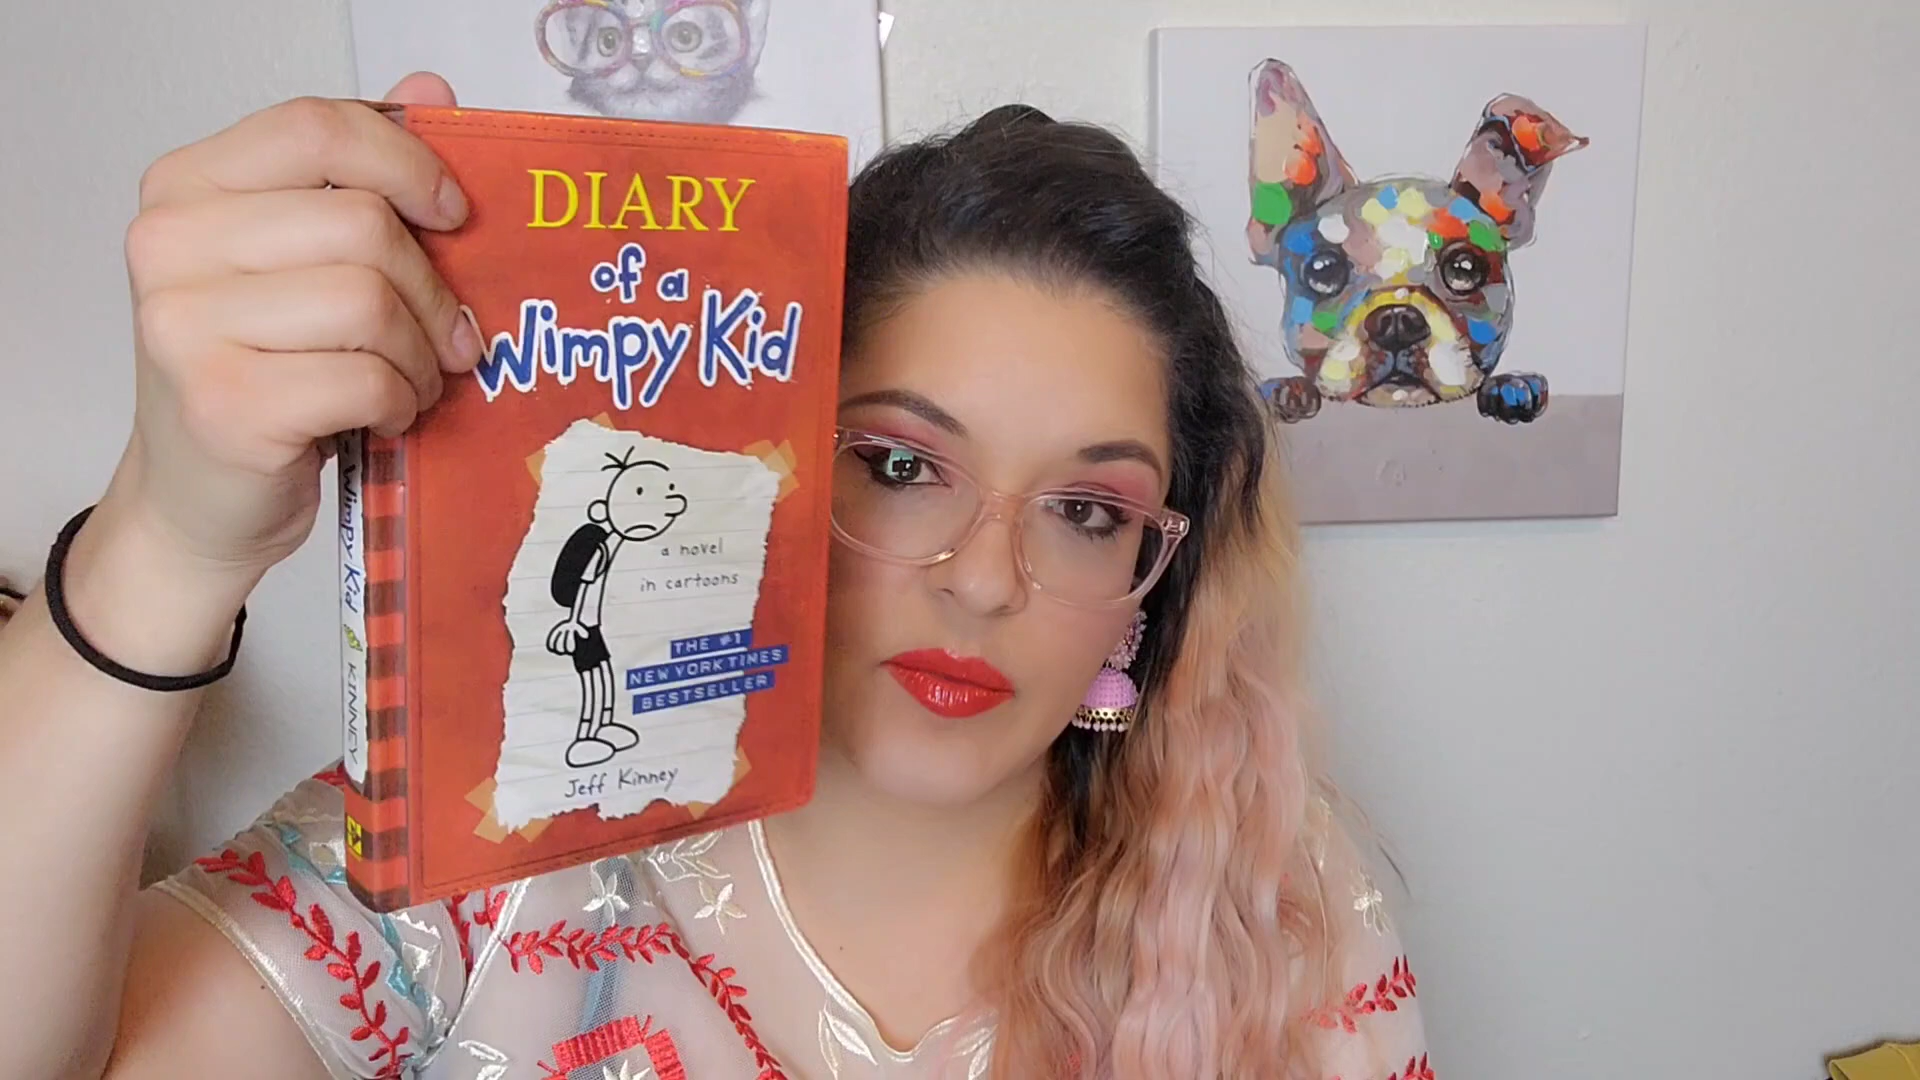 DIARY
of a
Wimpy Kid
a novel
in cartoons
THE #1
NEW YORK TIMES
BESTSELLER
Jeff Kinney
Wimpy Kid KINNEY